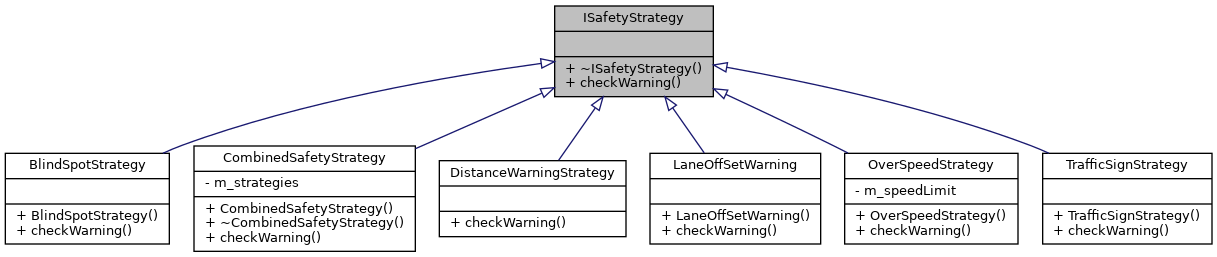 ISafetyStrategy
+ ~ISafetyStrategy()
+ checkWarning()
BlindSpotStrategy
+ BlindSpotStrategy()
+ checkWarning()
CombinedSafetyStrategy
- m_strategies
+ CombinedSafetyStrategy()
+ ~CombinedSafetyStrategy()
+ checkWarning()
DistanceWarningStrategy
+ checkWarning()
LaneOffSetWarning
+ LaneOffSetWarning()
+ checkWarning()
OverSpeedStrategy
- m_speedLimit
+ OverSpeedStrategy()
+ checkWarning()
TrafficSignStrategy
+ TrafficSignStrategy()
+ checkWarning()